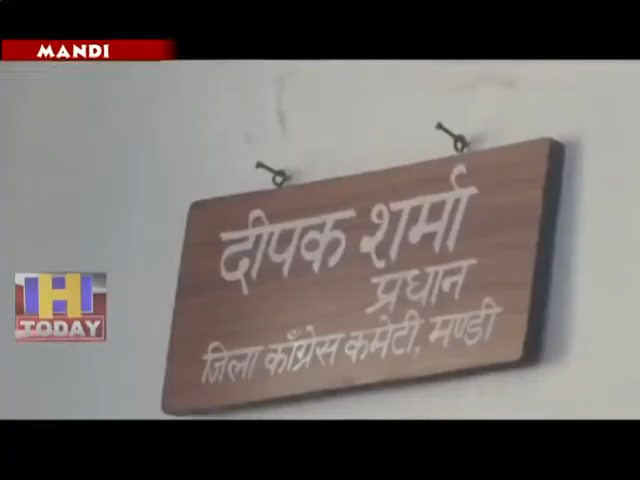 MANDI
दीपक शर्मा
प्रधान
जिला काँग्रेस कमेटी, मण्डी
H
TODAY